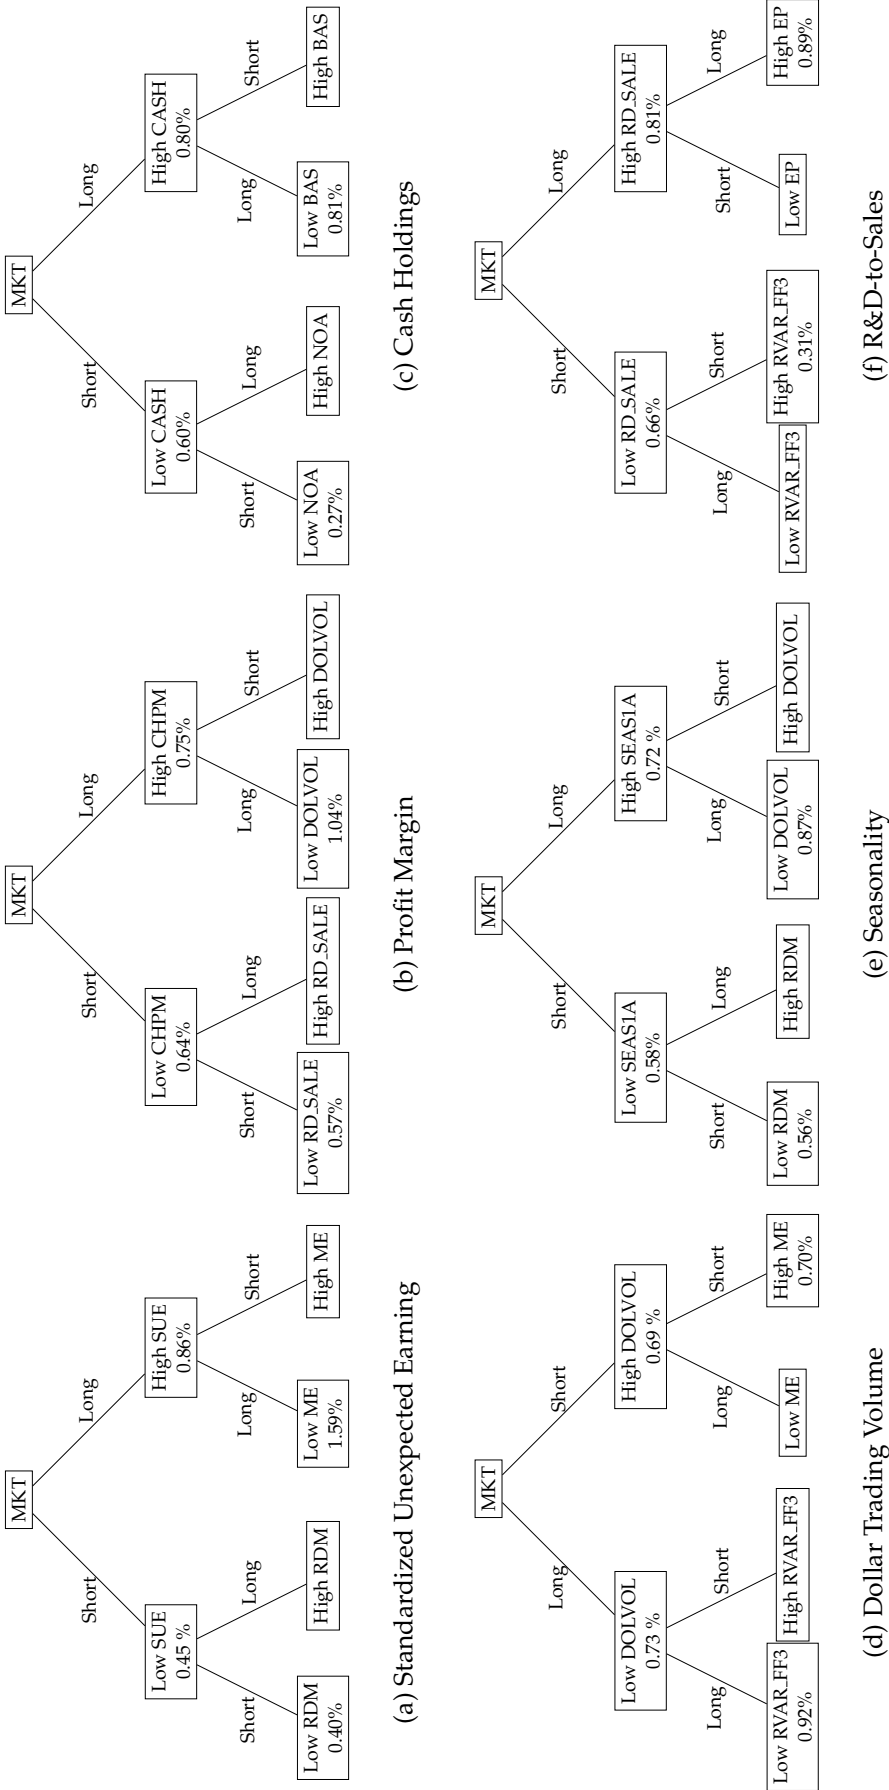 MKT
Short
Long
Low SUE
0.45 %
High SUE
0.86%
Short
Long
Long
Short
Low RDM
0.40%
High RDM
Low ME
1.59%
High ME
(a) Standardized Unexpected Earning
MKT
Short
Long
Low CHPM
0.64%
High CHPM
0.75%
Short
Long
Long
Short
Low RD_SALE
0.57%
High RD_SALE
Low DOLVOL
1.04%
High DOLVOL
(b) Profit Margin
MKT
Short
Long
Low CASH
0.60%
High CASH
0.80%
Short
Long
Long
Short
Low NOA
0.27%
High NOA
Low BAS
0.81%
High BAS
(c) Cash Holdings
MKT
Long
Short
Low DOLVOL
0.73 %
High DOLVOL
0.69 %
Long
Short
Long
Short
Low RVAR_FF3
0.92%
High RVAR_FF3
Low ME
High ME
0.70%
(d) Dollar Trading Volume
MKT
Short
Long
Low SEAS1A
0.58%
High SEAS1A
0.72 %
Short
Long
Long
Short
Low RDM
0.56%
High RDM
Low DOLVOL
0.87%
High DOLVOL
(e) Seasonality
MKT
Short
Long
Low RD_SALE
0.66%
High RD_SALE
0.81%
Long
Short
Short
Long
Low RVAR_FF3
High RVAR_FF3
0.31%
Low EP
High EP
0.89%
(f) R&D-to-Sales